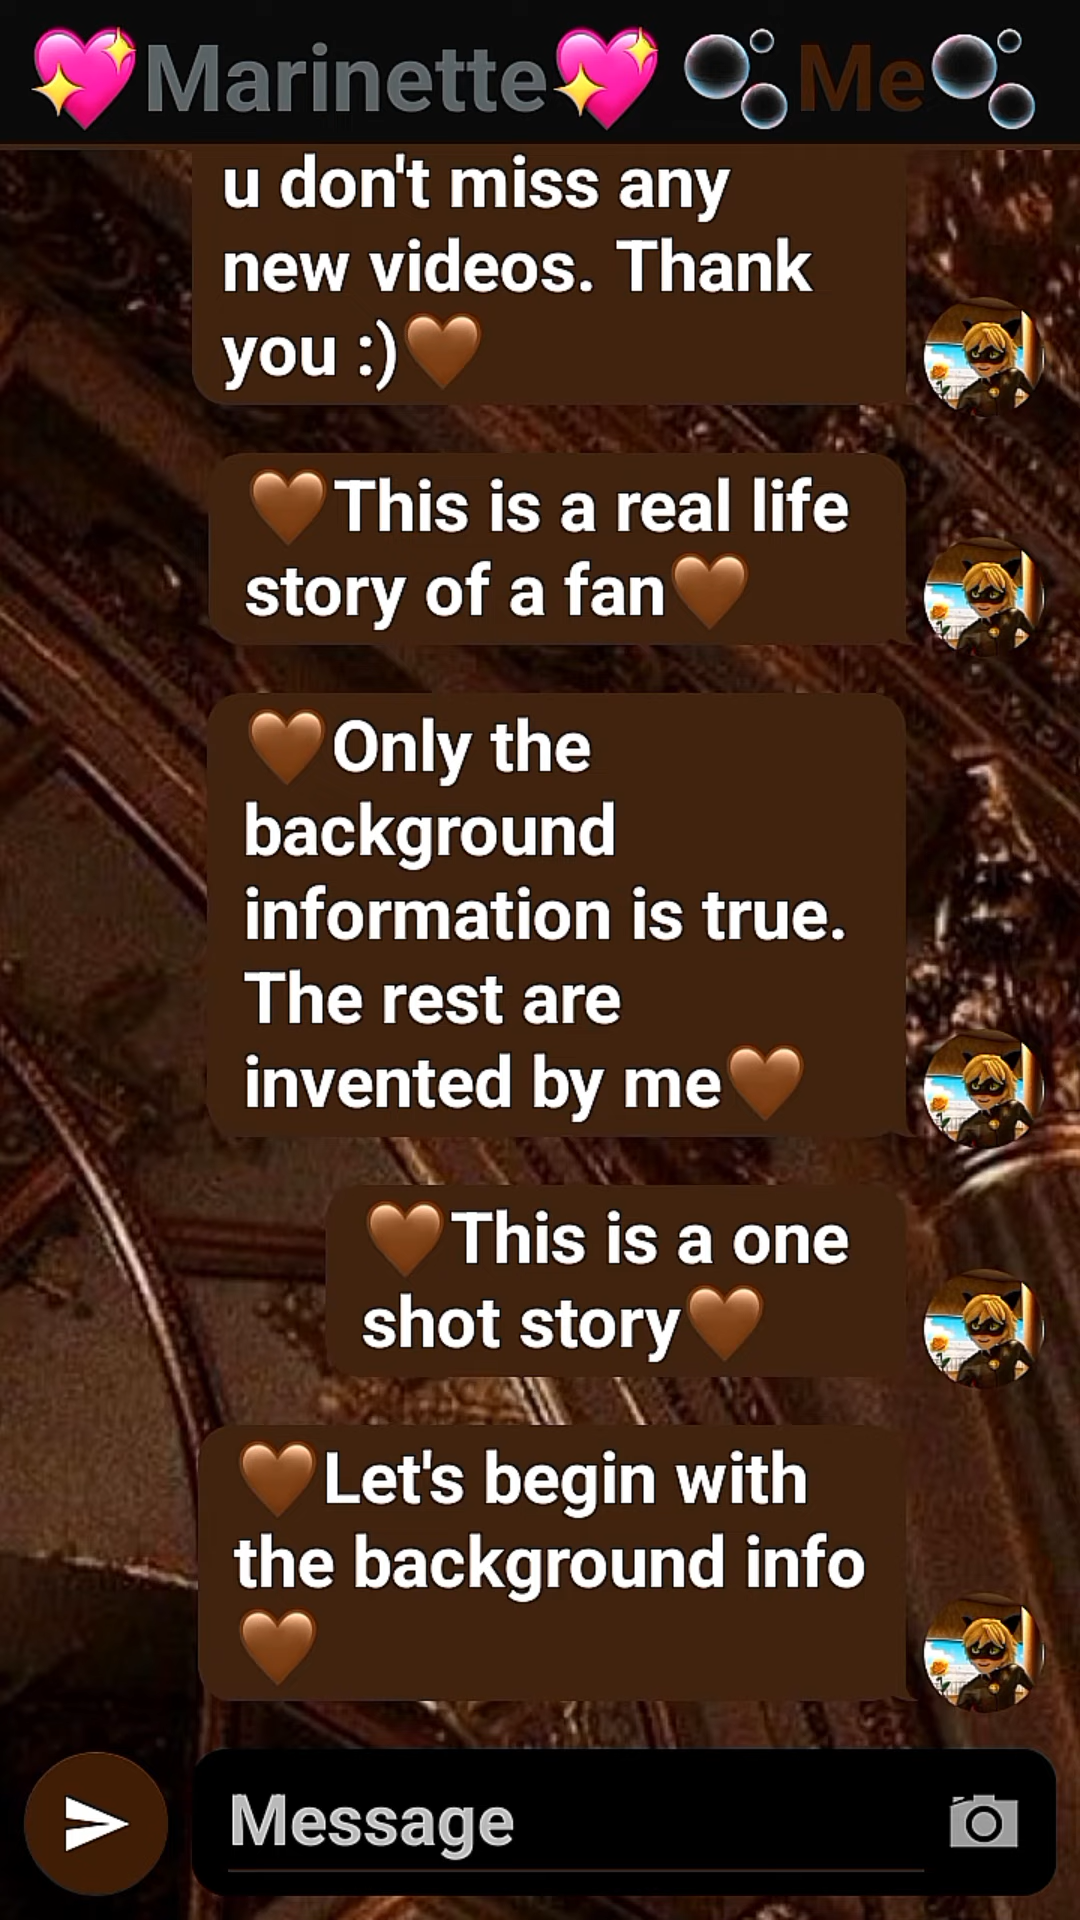 💖Marinette💖 🫧Me🫧
u don't miss any
new videos. Thank
you :)🤎
🤎This is a real life
story of a fan🤎
🤎Only the
background
information is true.
The rest are
invented by me🤎
🤎This is a one
shot story🤎
🤎Let's begin with
the background info
🤎
Message